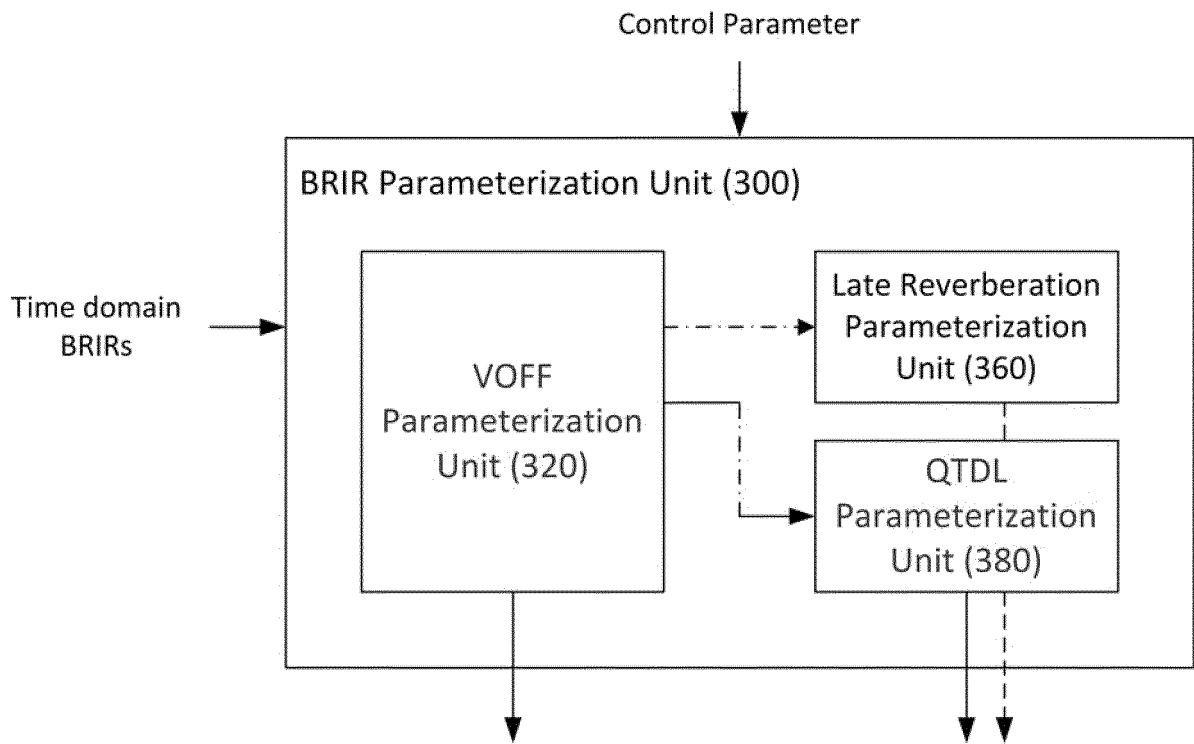 Control Parameter
BRIR Parameterization Unit (300)
Time domain
BRIRs
VOFF
Parameterization
Unit (320)
Late Reverberation
Parameterization
Unit (360)
QTDL
Parameterization
Unit (380)